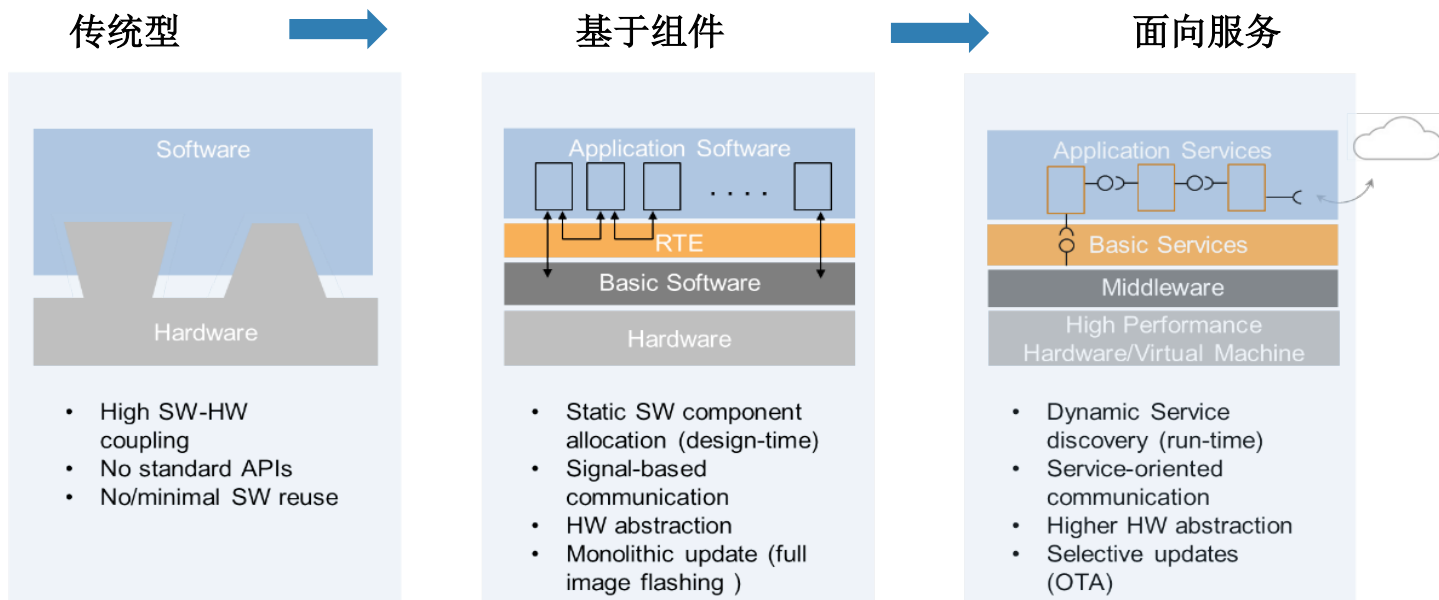 传统型
基于组件
面向服务
Software
Hardware
• High SW-HW
coupling
• No standard APIs
• No/minimal SW reuse
Application Software
. . . .
RTE
Basic Software
Hardware
• Static SW component
allocation (design-time)
• Signal-based
communication
• HW abstraction
• Monolithic update (full
image flashing )
Application Services
Basic Services
Middleware
High Performance
Hardware/Virtual Machine
• Dynamic Service
discovery (run-time)
• Service-oriented
communication
• Higher HW abstraction
• Selective updates
(OTA)